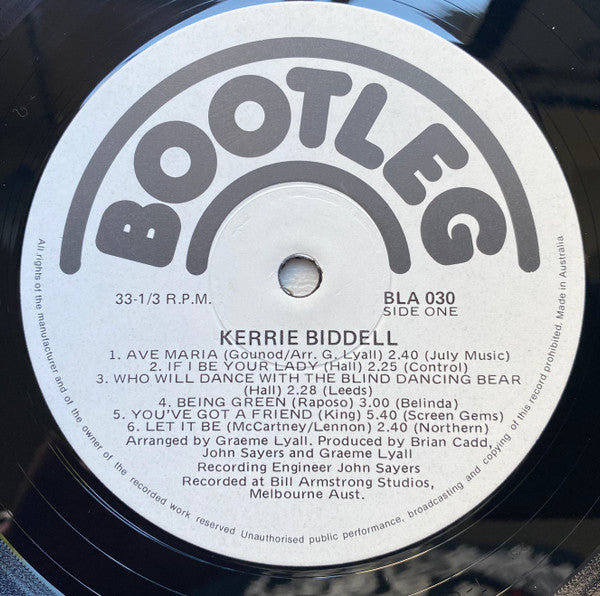 BOOTLEG
33-1/3 R.P.M.
BLA 030
SIDE ONE
KERRIE BIDDELL
1. AVE MARIA (Gounod/Arr. G. Lyall) 2.40 (July Music)
2. IF I BE YOUR LADY (Hall) 2.25 (Control)
3. WHO WILL DANCE WITH THE BLIND DANCING BEAR
(Hall) 2.28 (Leeds)
4. BEING GREEN (Raposo) 3.00 (Belinda)
5. YOU'VE GOT A FRIEND (King) 5.40 (Screen Gems)
6. LET IT BE (McCartney/Lennon) 2.40 (Northern)
Arranged by Graeme Lyall. Produced by Brian Cadd,
John Sayers and Graeme Lyall
Recording Engineer John Sayers
Recorded at Bill Armstrong Studios,
Melbourne Aust.
All rights of the manufacturer and of the owner of the recorded work reserved Unauthorised public performance, broadcasting and copying of this record prohibited. Made in Australia